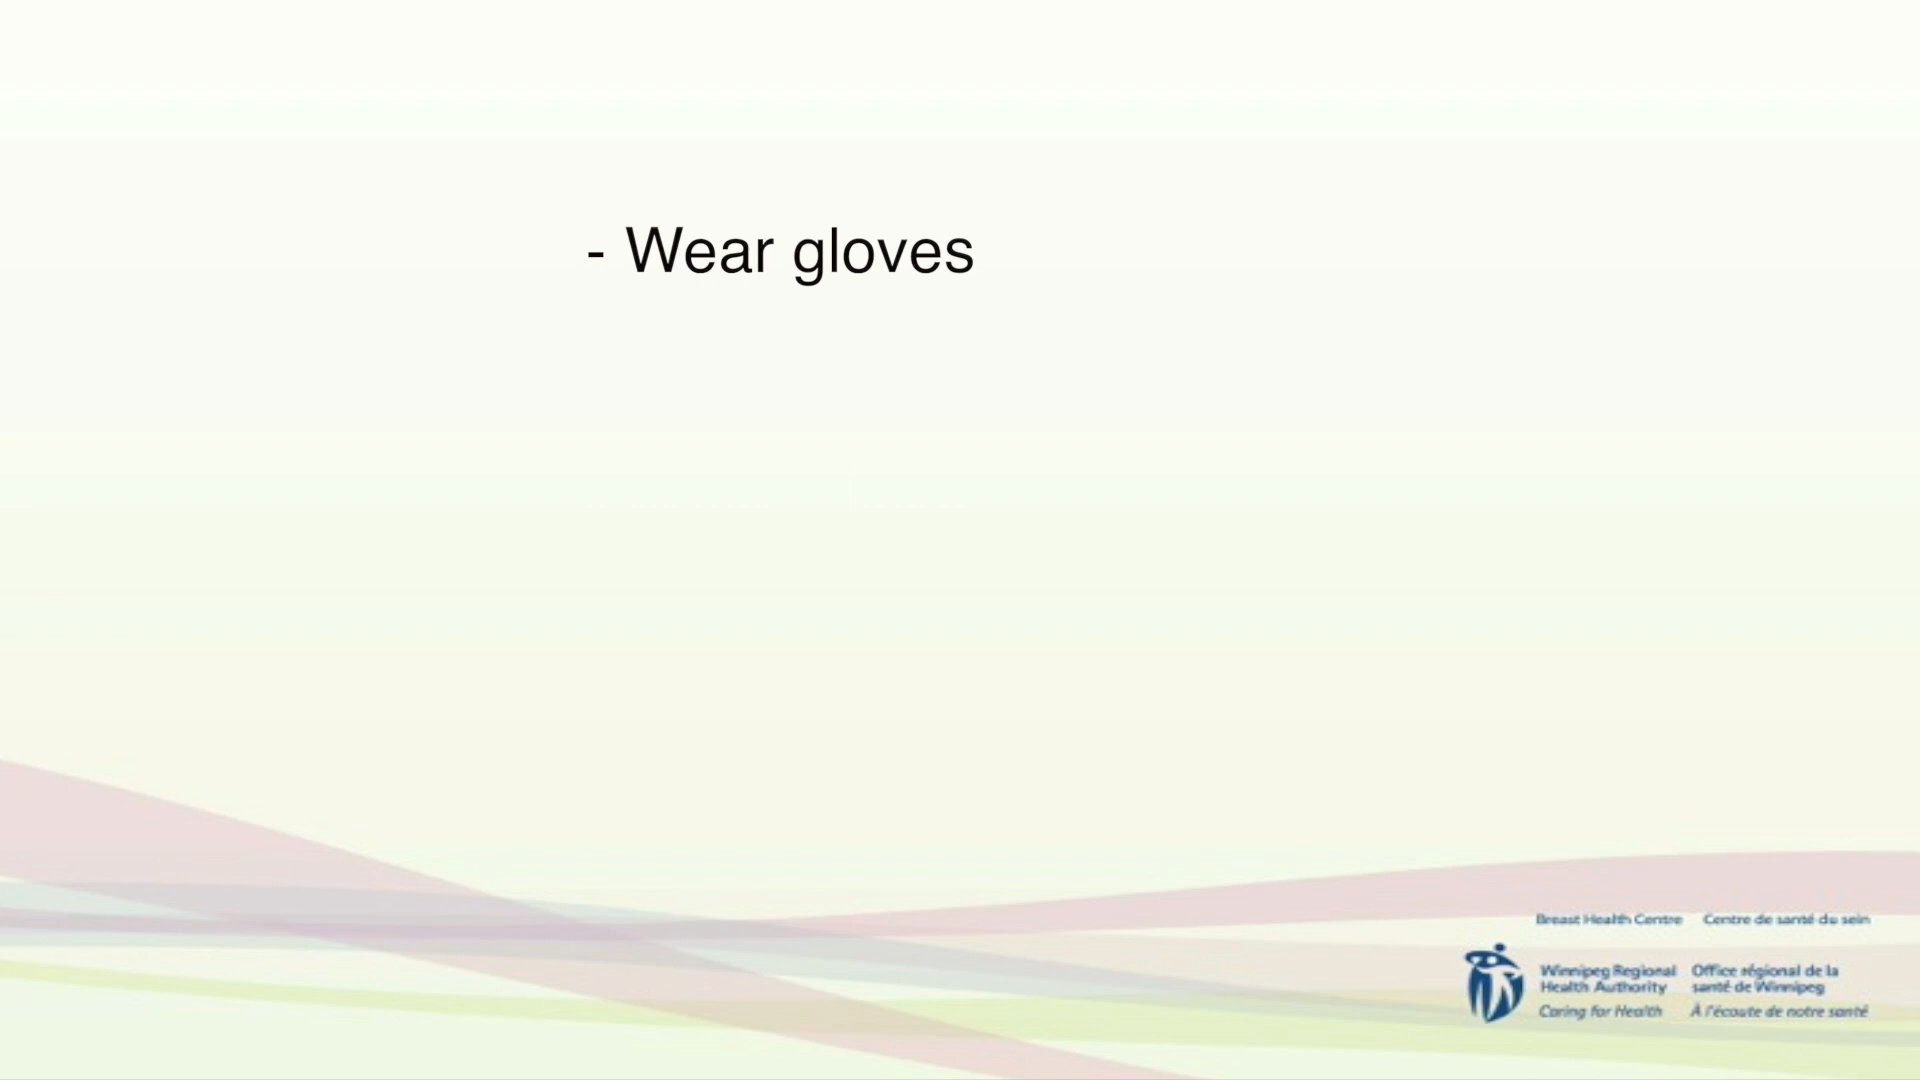 - Wear gloves
Breast Health Centre Centre de santé du sein
Winnipeg Regional Office régional de la
Health Authority santé de Winnipeg
Caring for Health À l'écoute de notre santé